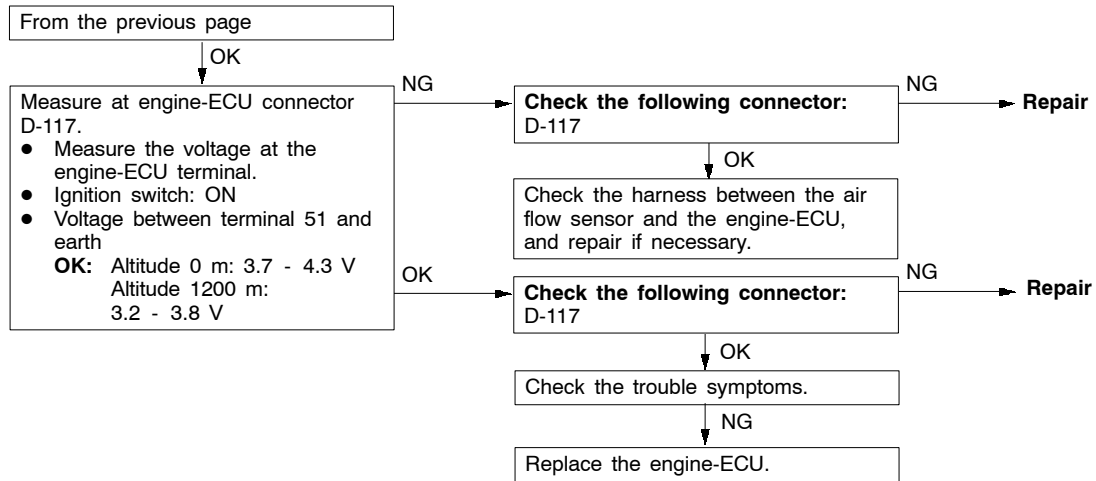 From the previous page
OK
Measure at engine-ECU connector
D-117.
● Measure the voltage at the
engine-ECU terminal.
● Ignition switch: ON
● Voltage between terminal 51 and
earth
OK: Altitude 0 m: 3.7 - 4.3 V
Altitude 1200 m:
3.2 - 3.8 V
NG
Check the following connector:
D-117
NG
Repair
OK
Check the harness between the air
flow sensor and the engine-ECU,
and repair if necessary.
OK
Check the following connector:
D-117
NG
Repair
OK
Check the trouble symptoms.
NG
Replace the engine-ECU.